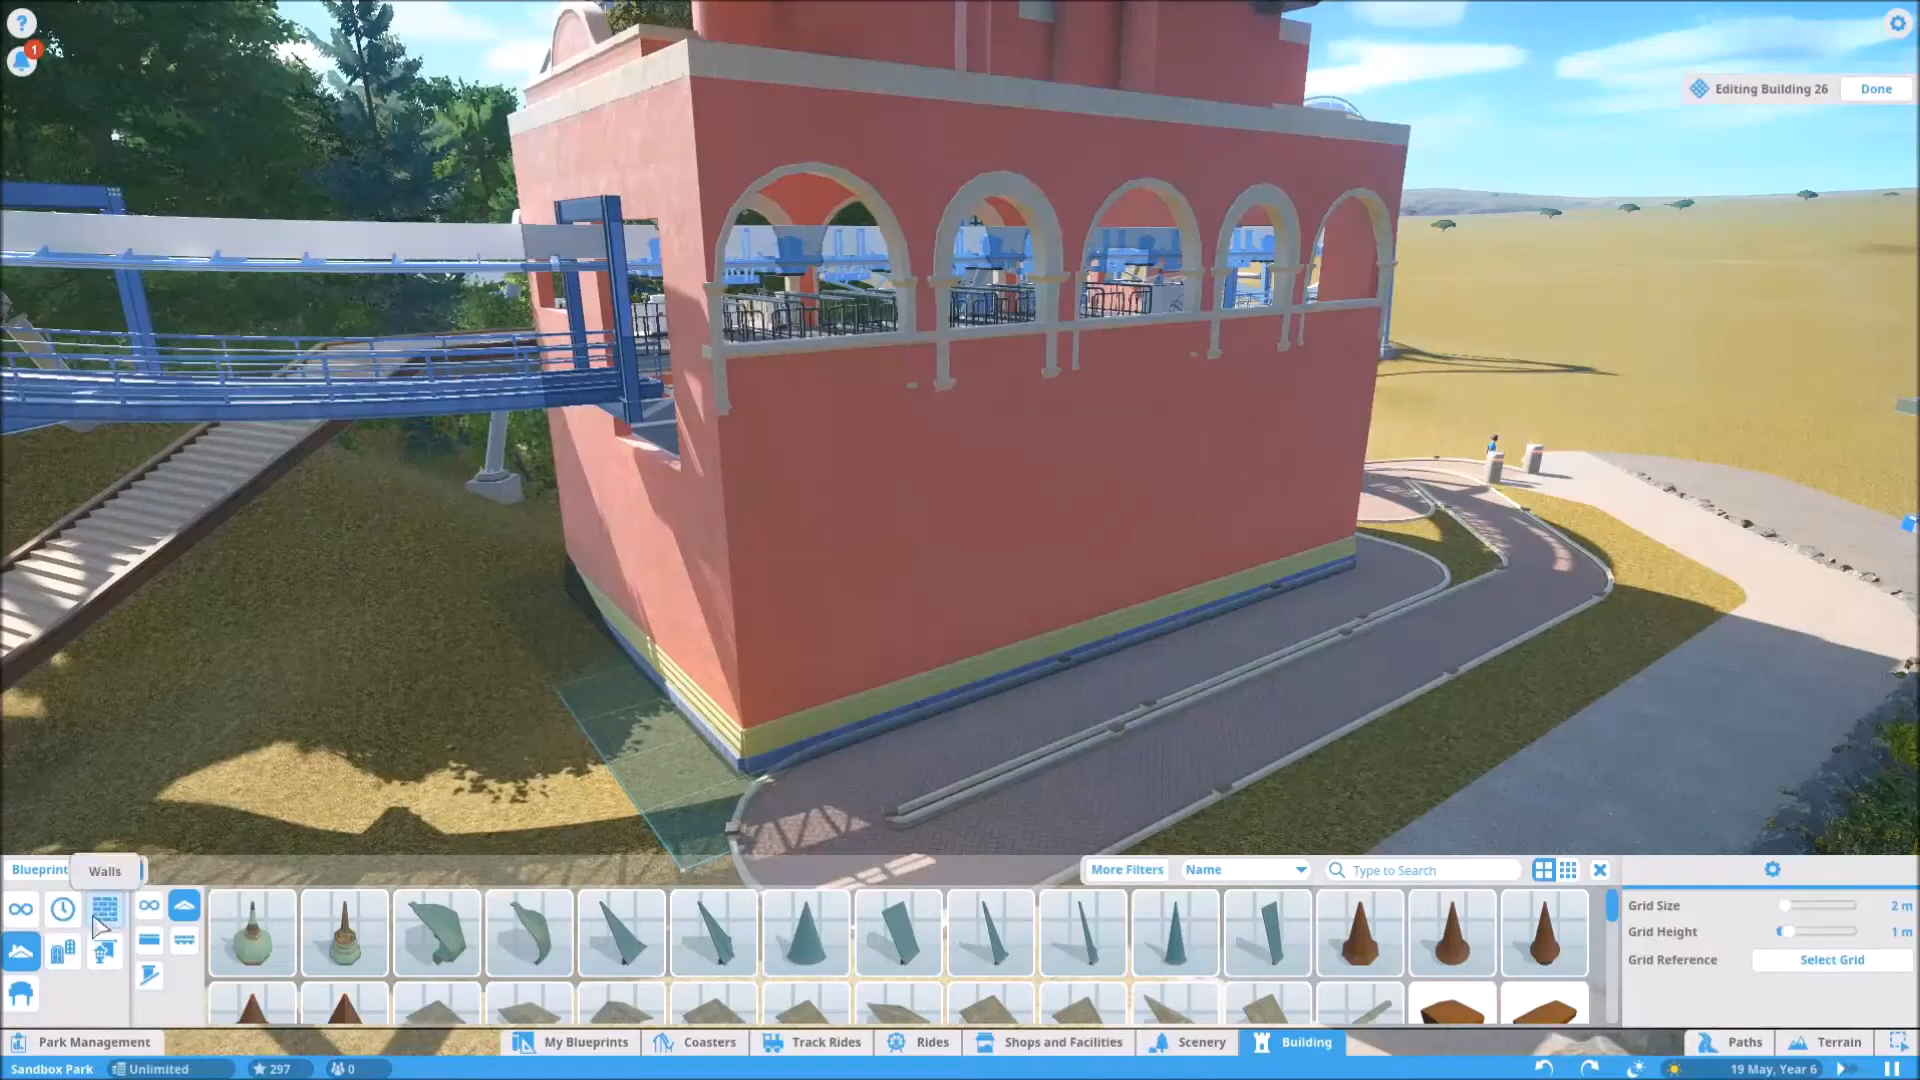 ?
1
Editing Building 26
Done
Blueprint
Walls
More Filters
Name
Type to Search
Grid Size
2 m
Grid Height
1 m
Grid Reference
Select Grid
Park Management
My Blueprints
Coasters
Track Rides
Rides
Shops and Facilities
Scenery
Building
Paths
Terrain
Sandbox Park
Unlimited
297
0
19 May, Year 6